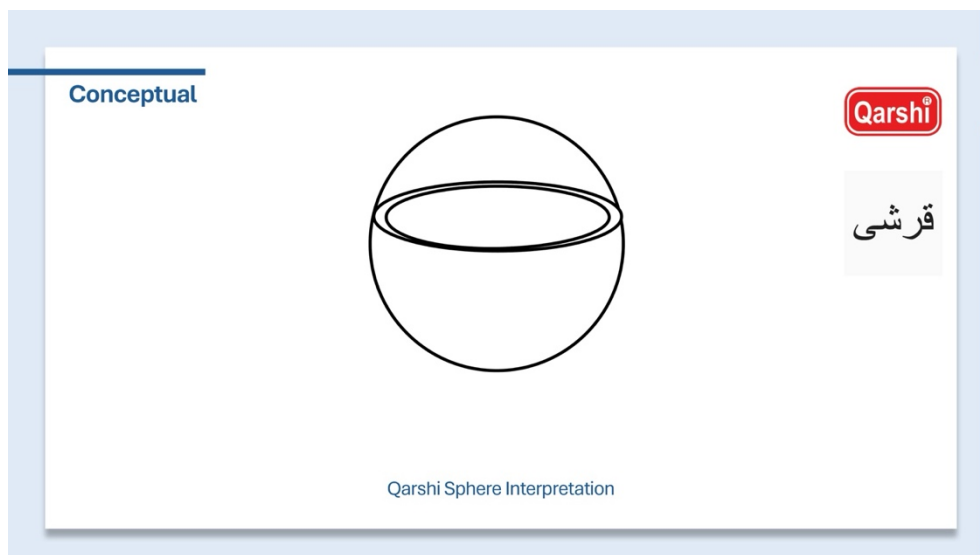 Conceptual
Qarshi®
قرشی
Qarshi Sphere Interpretation